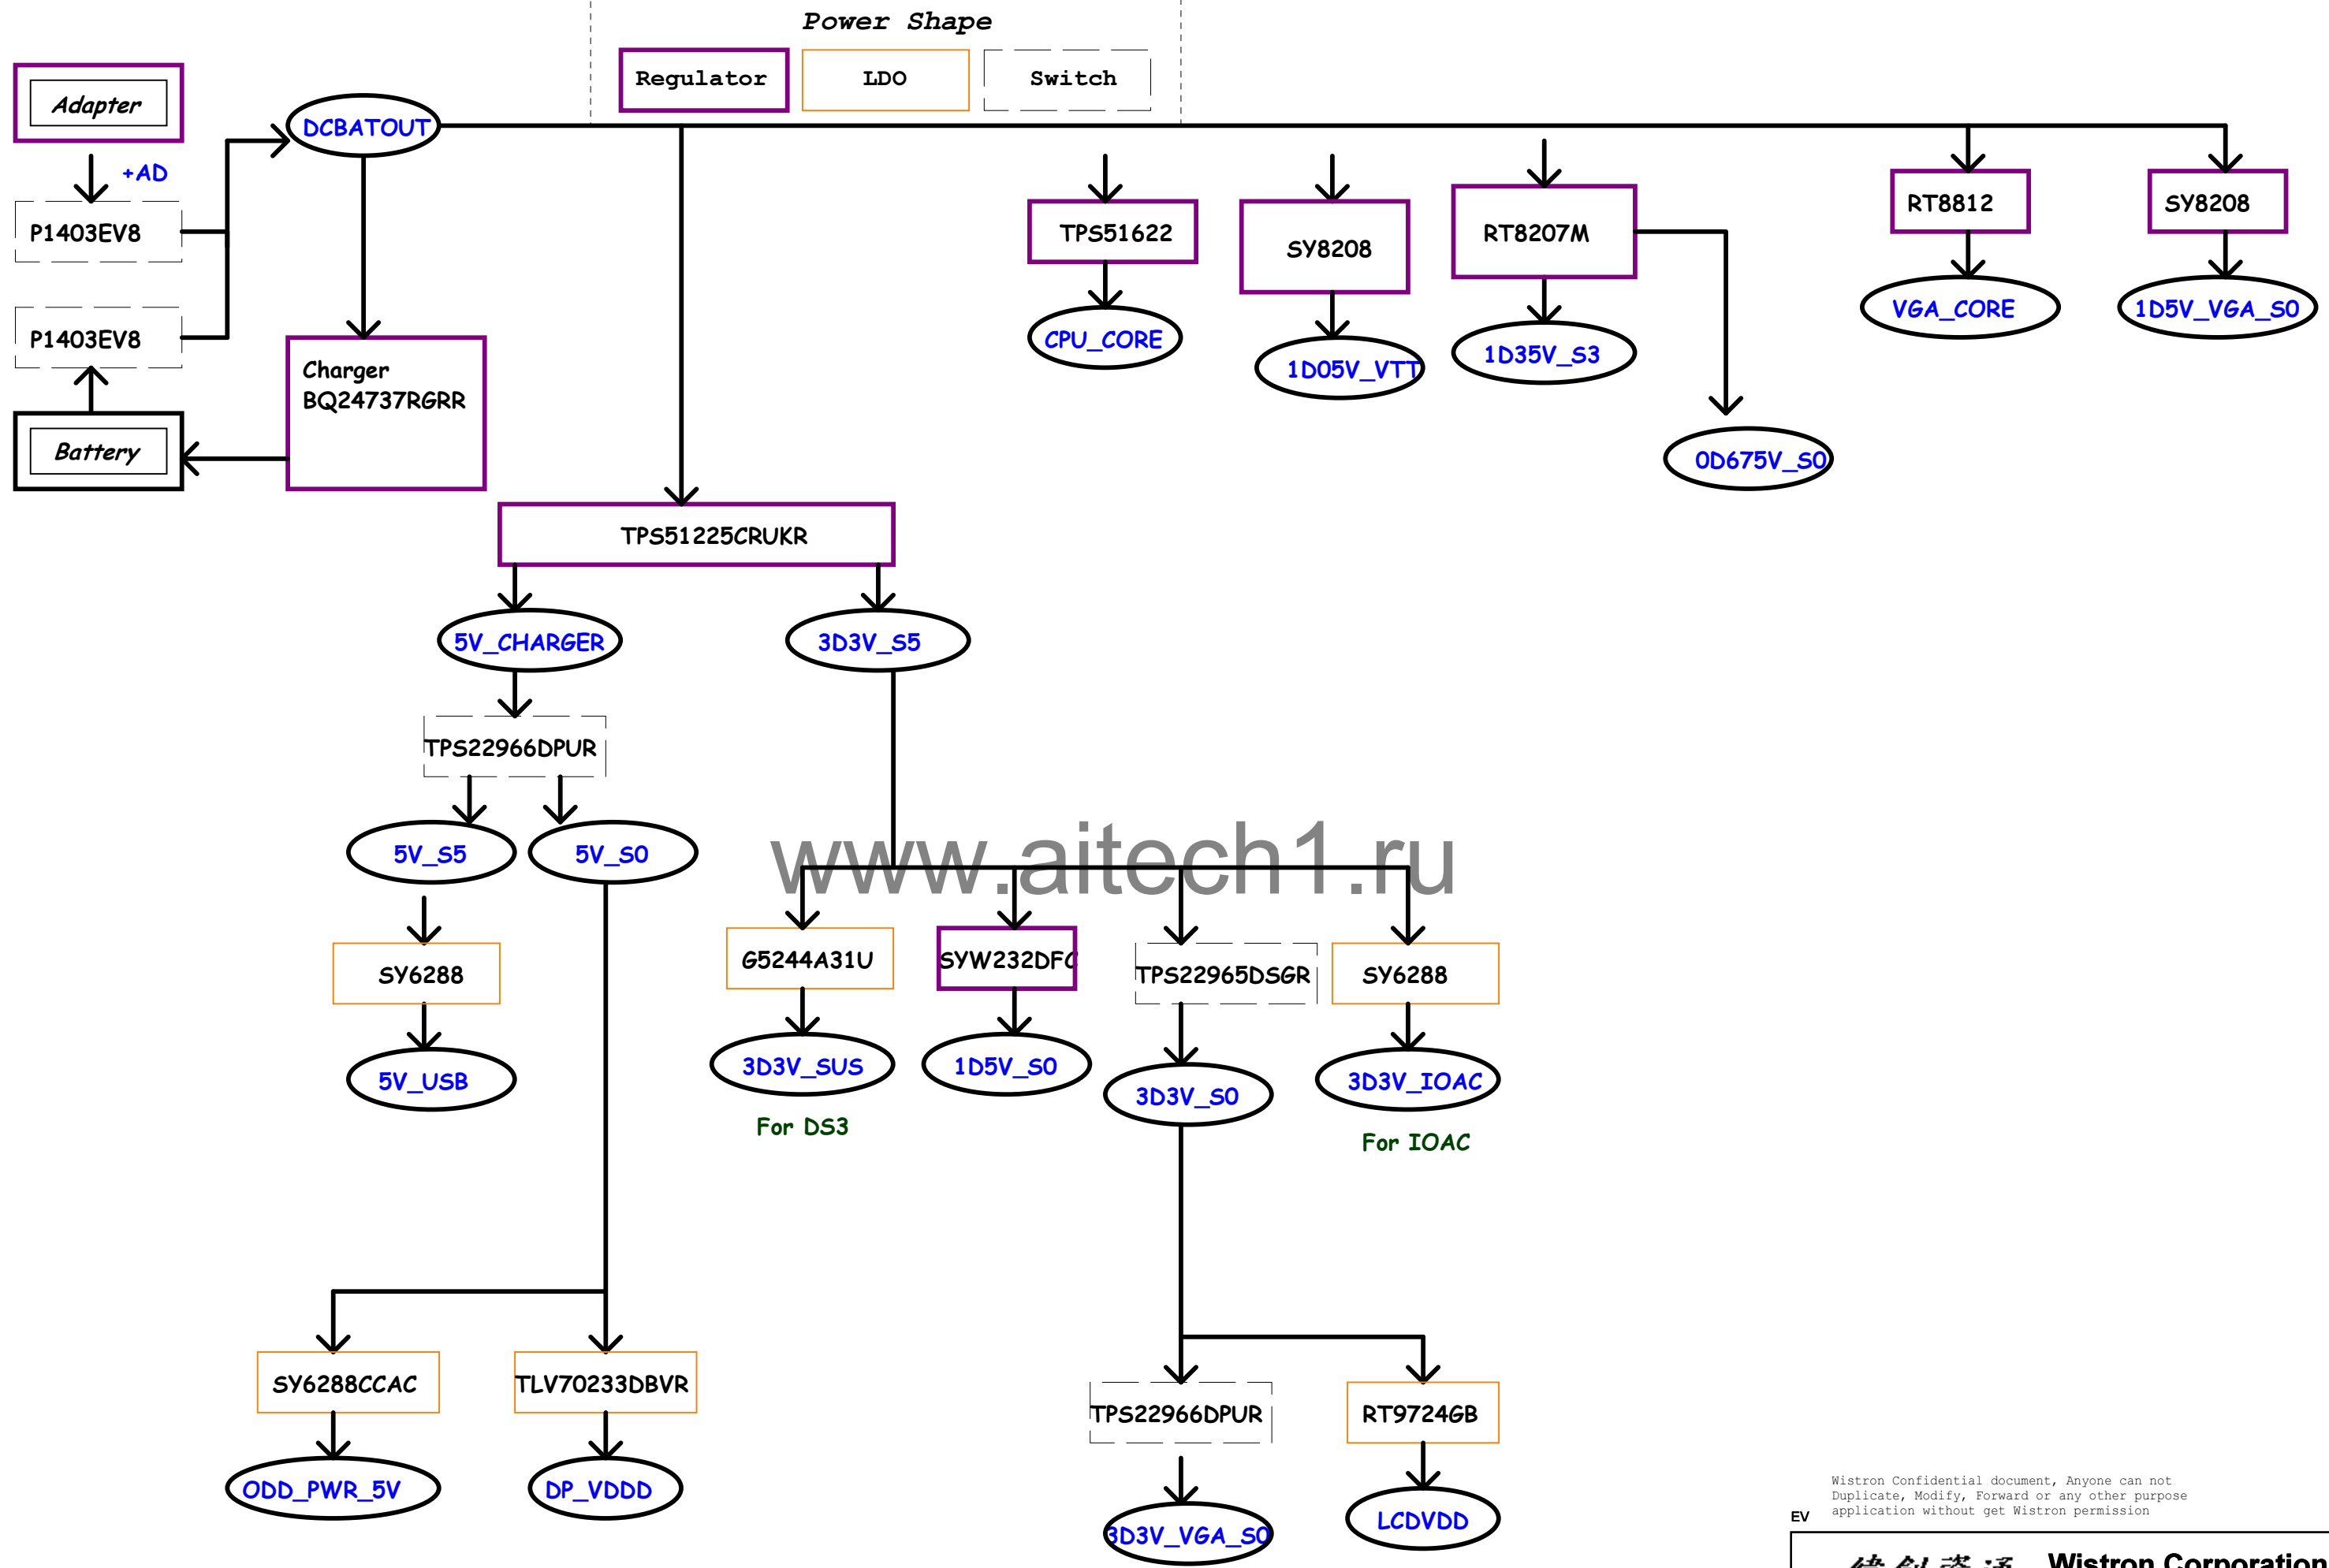 Power Shape
Regulator
LDO
Switch
Adapter
+AD
DCBATOUT
P1403EV8
P1403EV8
Charger
BQ24737RGRR
Battery
TPS51622
SY8208
RT8207M
RT8812
SY8208
CPU_CORE
1D05V_VTT
1D35V_S3
VGA_CORE
1D5V_VGA_S0
0D675V_S0
TPS51225CRUKR
5V_CHARGER
3D3V_S5
TPS22966DPUR
5V_S5
5V_S0
www.aitech1.ru
SY6288
G5244A31U
SYW232DFC
TPS22965DSGR
SY6288
5V_USB
3D3V_SUS
1D5V_S0
3D3V_S0
3D3V_IOAC
For DS3
For IOAC
SY6288CCAC
TLV70233DBVR
TPS22966DPUR
RT9724GB
ODD_PWR_5V
DP_VDDD
3D3V_VGA_S0
LCDVDD
Wistron Confidential document, Anyone can not
Duplicate, Modify, Forward or any other purpose
application without get Wistron permission
EV
緯創資通 Wistron Corporation